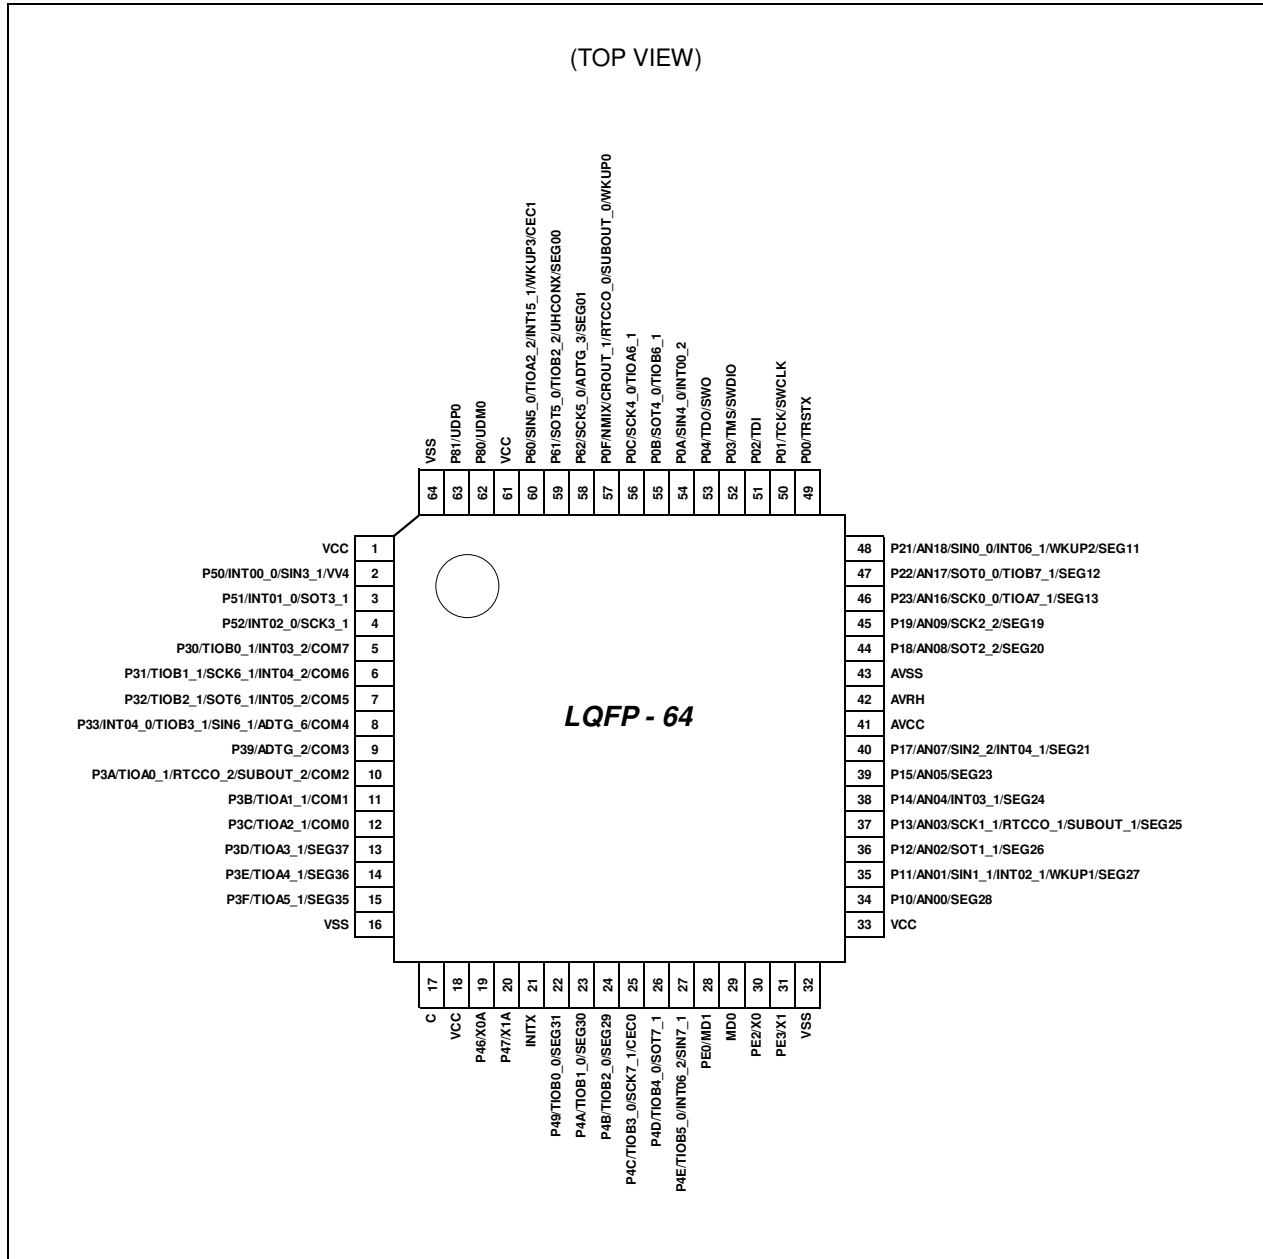 (TOP VIEW)
VSS
P81/UDP0
P80/UDM0
VCC
P60/SIN5_0/TIOA2_2/INT15_1/WKUP3/CEC1
P61/SOT5_0/TIOB2_2/UHCONX/SEG00
P62/SCK5_0/ADTG_3/SEG01
P0F/NMIX/CROUT_1/RTCCO_0/SUBOUT_0/WKUP0
P0C/SCK4_0/TIOA6_1
P0B/SOT4_0/TIOB6_1
P0A/SIN4_0/INT00_2
P04/TDO/SWO
P03/TMS/SWDIO
P02/TDI
P01/TCK/SWCLK
P00/TRSTX
64
63
62
61
60
59
58
57
56
55
54
53
52
51
50
49
VCC 1
P50/INT00_0/SIN3_1/VV4 2
P51/INT01_0/SOT3_1 3
P52/INT02_0/SCK3_1 4
P30/TIOB0_1/INT03_2/COM7 5
P31/TIOB1_1/SCK6_1/INT04_2/COM6 6
P32/TIOB2_1/SOT6_1/INT05_2/COM5 7
P33/INT04_0/TIOB3_1/SIN6_1/ADTG_6/COM4 8
P39/ADTG_2/COM3 9
P3A/TIOA0_1/RTCCO_2/SUBOUT_2/COM2 10
P3B/TIOA1_1/COM1 11
P3C/TIOA2_1/COM0 12
P3D/TIOA3_1/SEG37 13
P3E/TIOA4_1/SEG36 14
P3F/TIOA5_1/SEG35 15
VSS 16
LQFP - 64
48 P21/AN18/SIN0_0/INT06_1/WKUP2/SEG11
47 P22/AN17/SOT0_0/TIOB7_1/SEG12
46 P23/AN16/SCK0_0/TIOA7_1/SEG13
45 P19/AN09/SCK2_2/SEG19
44 P18/AN08/SOT2_2/SEG20
43 AVSS
42 AVRH
41 AVCC
40 P17/AN07/SIN2_2/INT04_1/SEG21
39 P15/AN05/SEG23
38 P14/AN04/INT03_1/SEG24
37 P13/AN03/SCK1_1/RTCCO_1/SUBOUT_1/SEG25
36 P12/AN02/SOT1_1/SEG26
35 P11/AN01/SIN1_1/INT02_1/WKUP1/SEG27
34 P10/AN00/SEG28
33 VCC
17
18
19
20
21
22
23
24
25
26
27
28
29
30
31
32
C
VCC
P46/X0A
P47/X1A
INITX
P49/TIOB0_0/SEG31
P4A/TIOB1_0/SEG30
P4B/TIOB2_0/SEG29
P4C/TIOB3_0/SCK7_1/CEC0
P4D/TIOB4_0/SOT7_1
P4E/TIOB5_0/INT06_2/SIN7_1
PE0/MD1
MD0
PE2/X0
PE3/X1
VSS